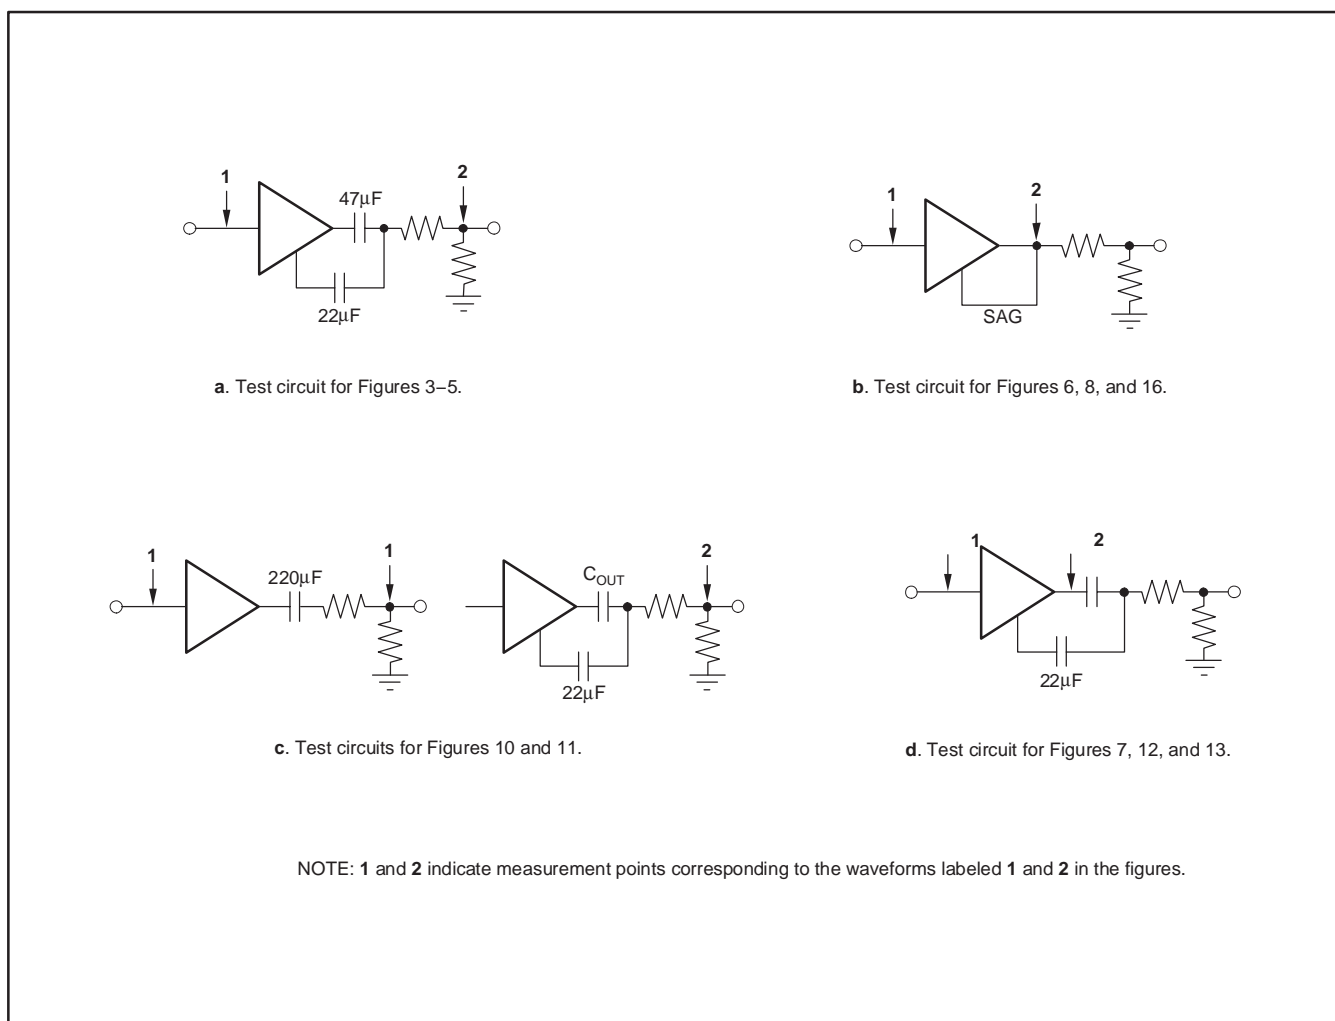 1
2
47µF
22µF
a. Test circuit for Figures 3–5.
1
2
SAG
b. Test circuit for Figures 6, 8, and 16.
1
220µF
1
COUT
2
22µF
c. Test circuits for Figures 10 and 11.
1
2
22µF
d. Test circuit for Figures 7, 12, and 13.
NOTE: 1 and 2 indicate measurement points corresponding to the waveforms labeled 1 and 2 in the figures.